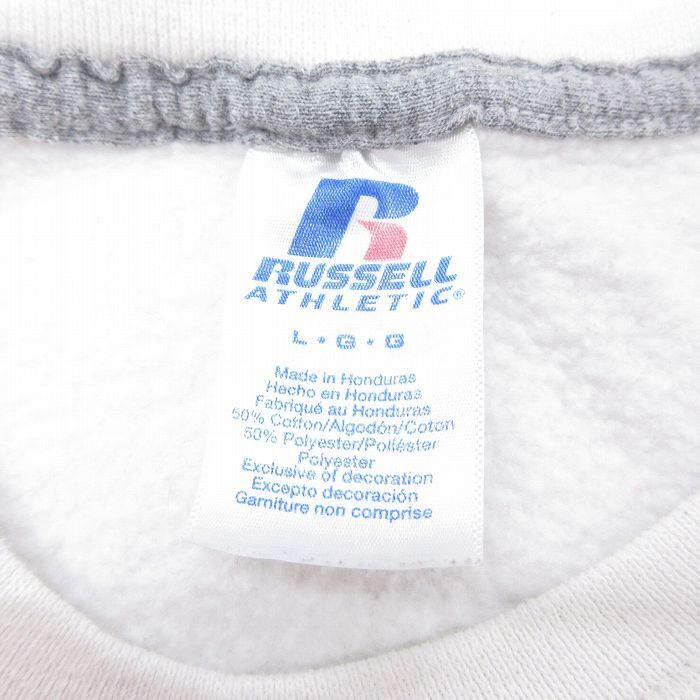 R
RUSSELL
ATHLETIC®
L • G • G
Made in Honduras
Hecho en Honduras
Fabriqué au Honduras
50% Cotton/Algodón/Coton
50% Polyester/Poliéster
Polyester
Exclusive of decoration
Excepto decoración
Garniture non comprise